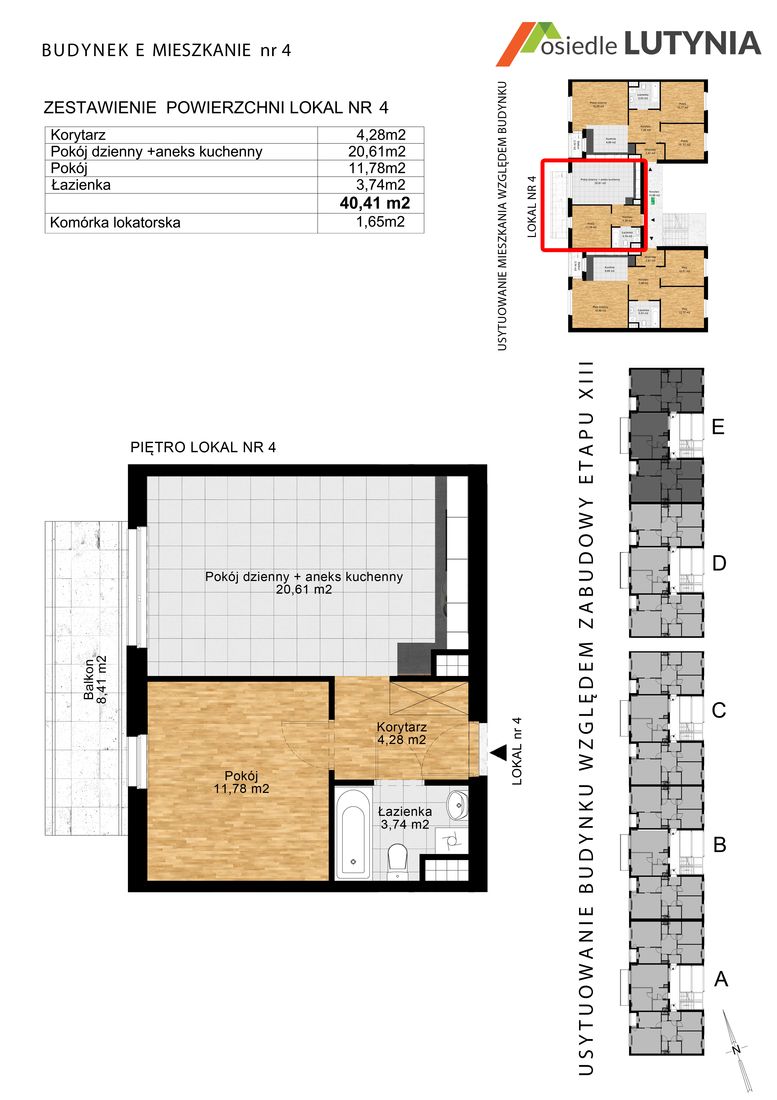 BUDYNEK E MIESZKANIE nr 4
osiedle LUTYNIA
ZESTAWIENIE POWIERZCHNI LOKAL NR 4
Korytarz 4,28m2
Pokój dzienny +aneks kuchenny 20,61m2
Pokój 11,78m2
Łazienka 3,74m2
40,41 m2
Komórka lokatorska 1,65m2
USYTUOWANIE MIESZKANIA WZGLĘDEM BUDYNKU
LOKAL NR 4
PIĘTRO LOKAL NR 4
Pokój dzienny + aneks kuchenny
20,61 m2
Balkon
8,41 m2
Korytarz
4,28 m2
Pokój
11,78 m2
Łazienka
3,74 m2
LOKAL nr 4
USYTUOWANIE BUDYNKU WZGLĘDEM ZABUDOWY ETAPU XIII
E
D
C
B
A
N